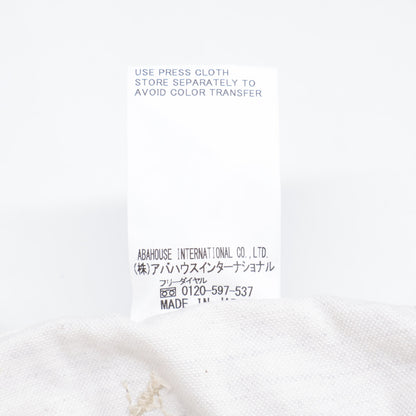 USE PRESS CLOTH
STORE SEPARATELY TO
AVOID COLOR TRANSFER
ABAHOUSE INTERNATIONAL CO.,LTD.
(株)アバハウスインターナショナル
フリーダイヤル
0120-597-537
MADE IN